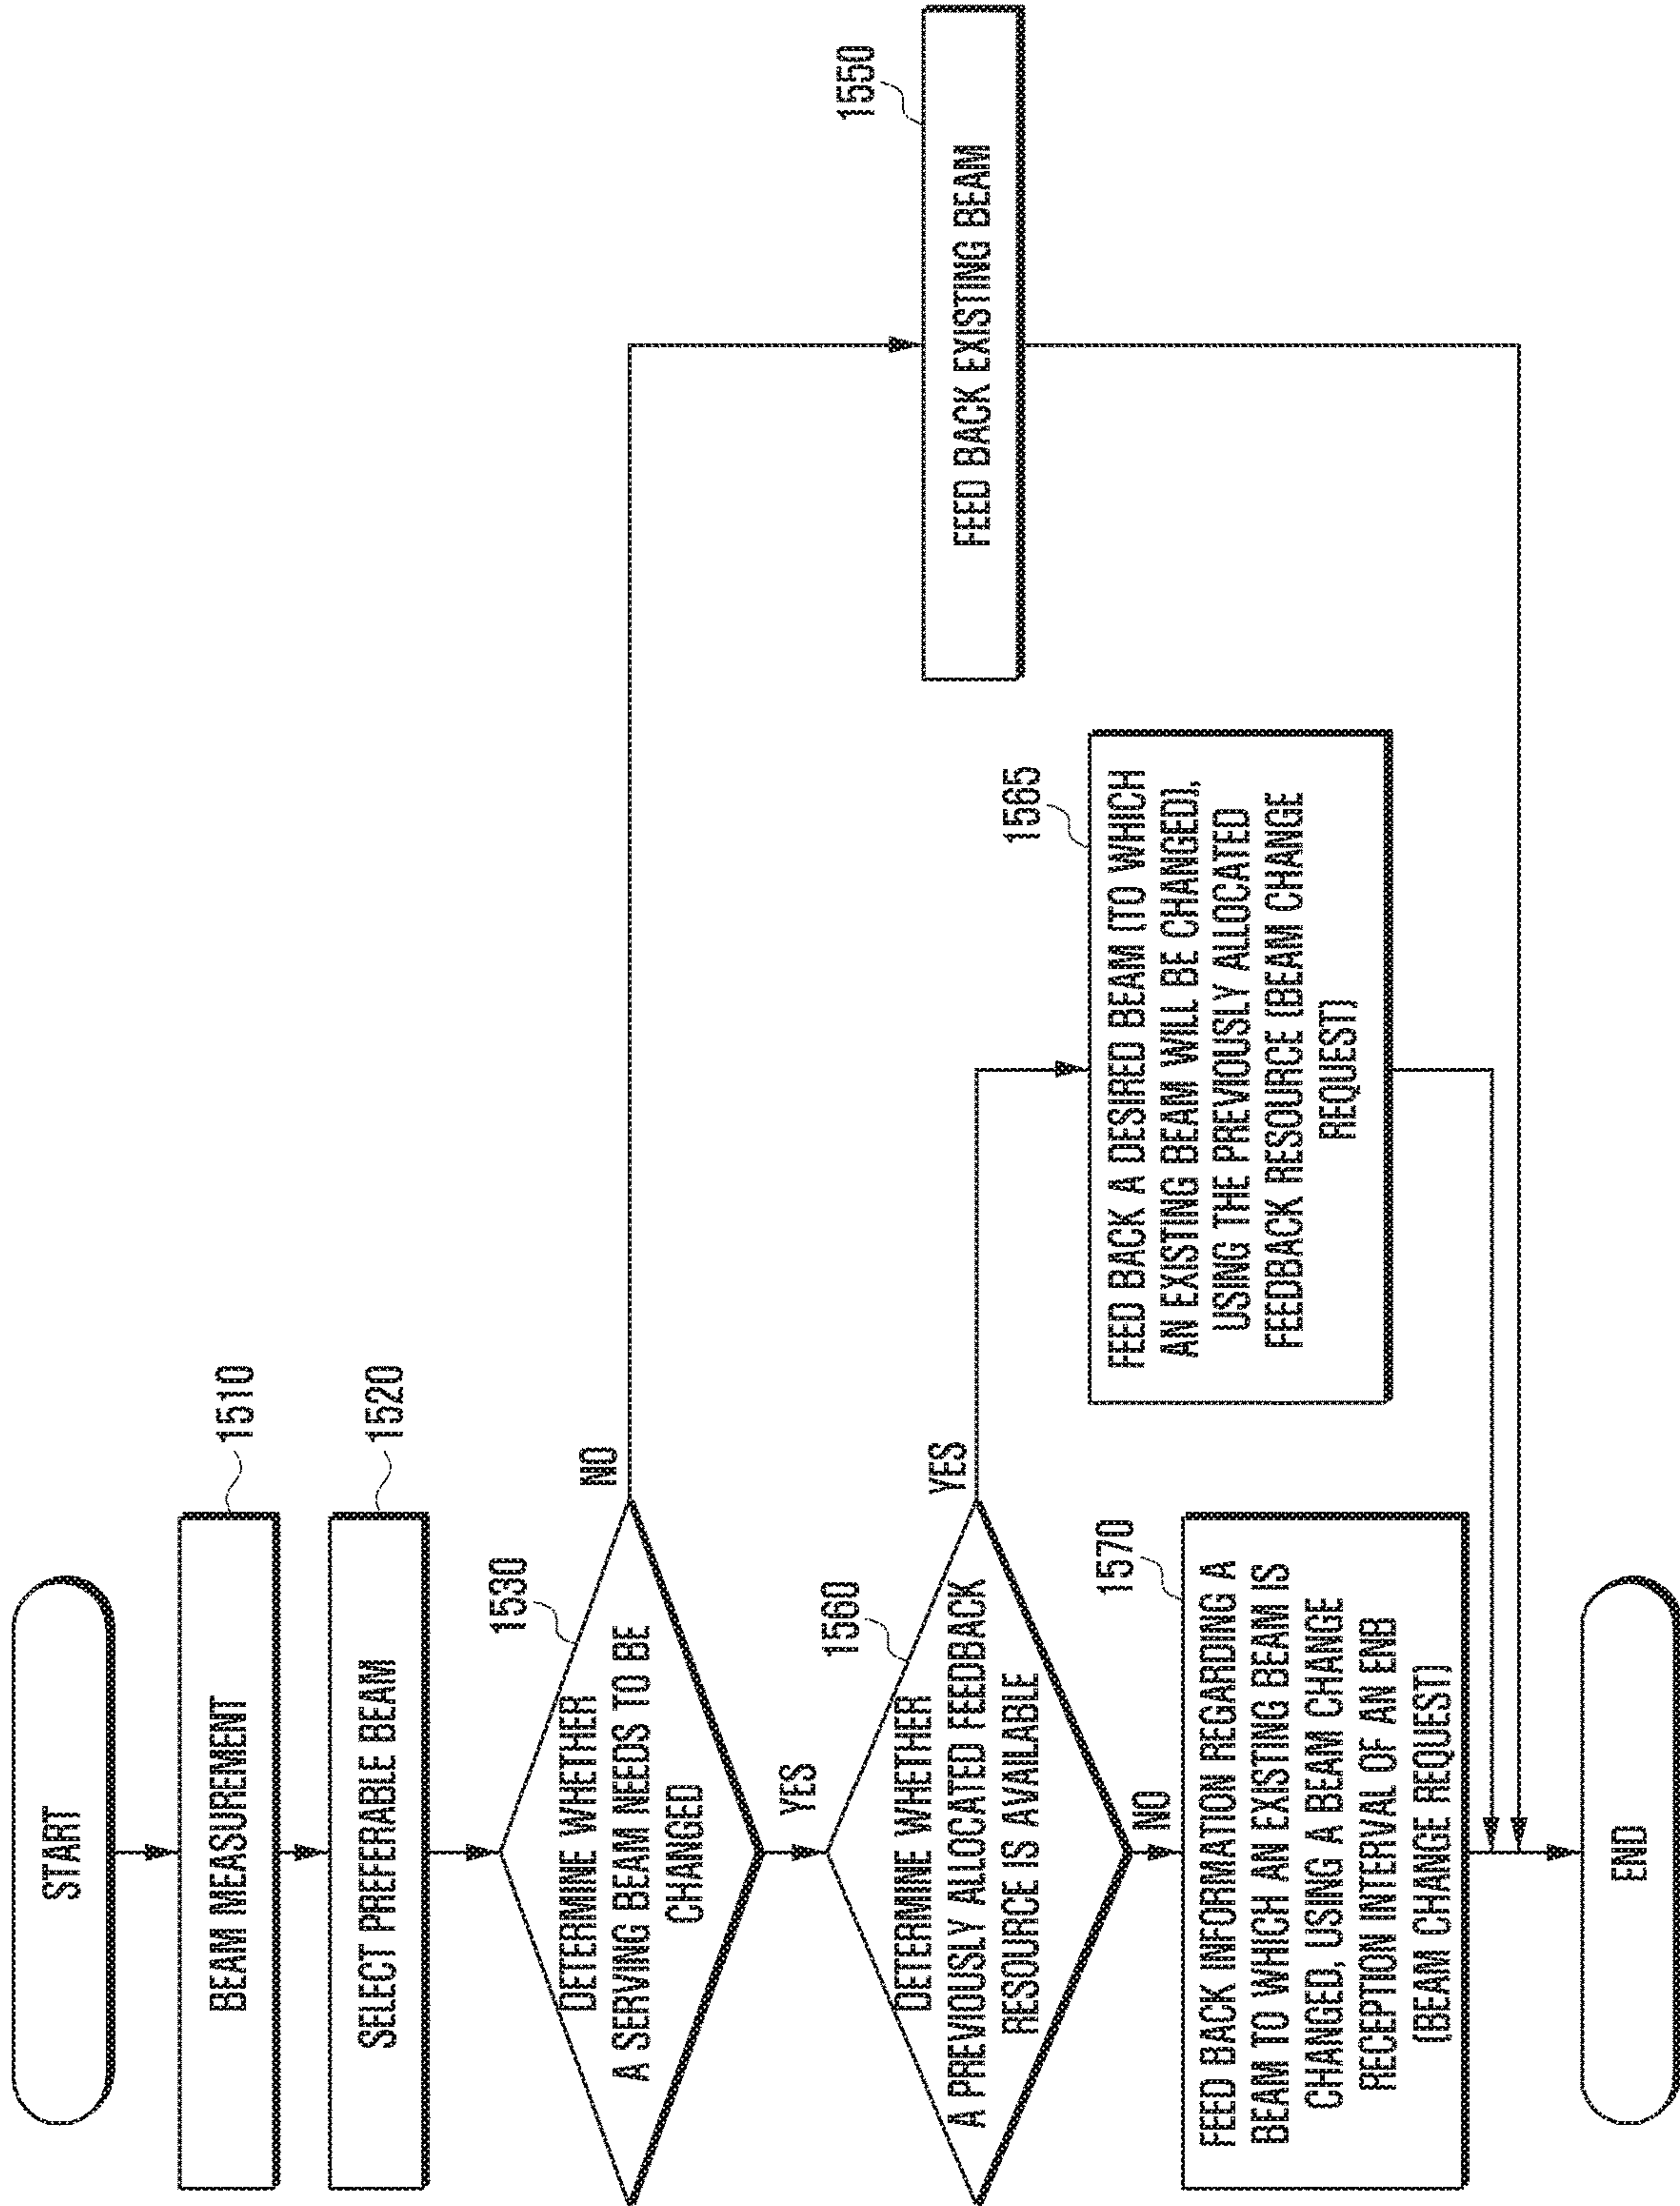 START
1510
BEAM MEASUREMENT
1520
SELECT PREFERABLE BEAM
1530
DETERMINE WHETHER
A SERVING BEAM NEEDS TO BE
CHANGED
NO
YES
1550
FEED BACK EXISTING BEAM
1560
DETERMINE WHETHER
A PREVIOUSLY ALLOCATED FEEDBACK
RESOURCE IS AVAILABLE
YES
NO
1565
FEED BACK A DESIRED BEAM (TO WHICH
AN EXISTING BEAM WILL BE CHANGED),
USING THE PREVIOUSLY ALLOCATED
FEEDBACK RESOURCE (BEAM CHANGE
REQUEST)
1570
FEED BACK INFORMATION REGARDING A
BEAM TO WHICH AN EXISTING BEAM IS
CHANGED, USING A BEAM CHANGE
RECEPTION INTERVAL OF AN ENB
(BEAM CHANGE REQUEST)
END